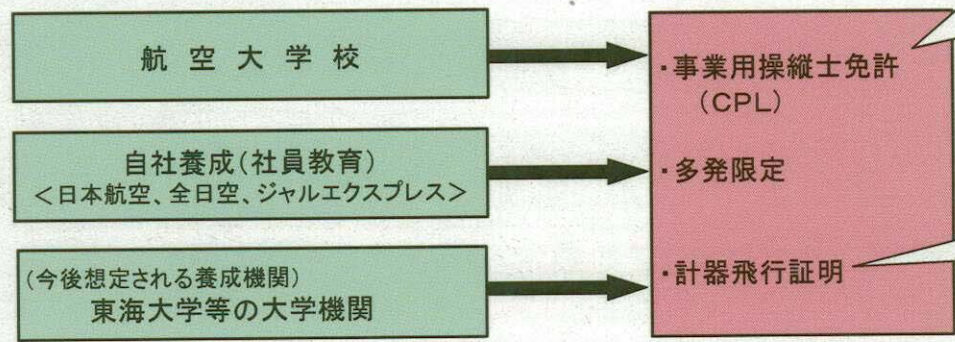 航空大学校
自社養成(社員教育)
<日本航空、全日空、ジャルエクスプレス>
(今後想定される養成機関)
東海大学等の大学機関
・事業用操縦士免許
(CPL)
・多発限定
・計器飛行証明